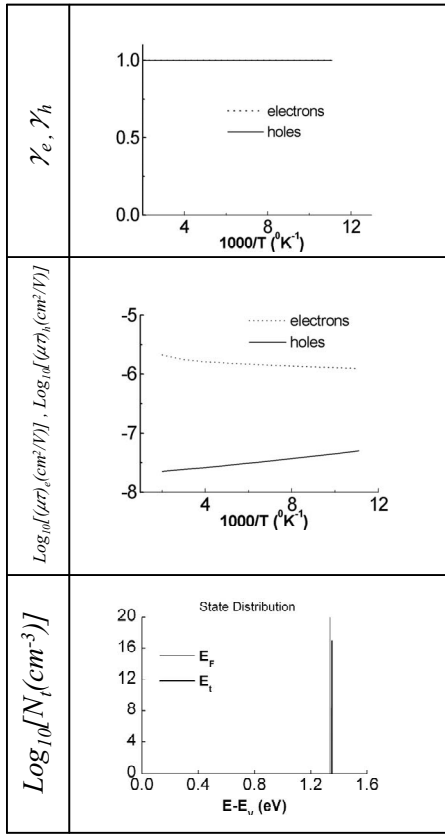 γe , γh
1.0
0.5
0.0
electrons
holes
4 8 12
1000/T (⁰K⁻¹)
Log₁₀[(μτ)e(cm²/V)] , Log₁₀[(μτ)h(cm²/V)]
-5
-6
-7
-8
electrons
holes
4 8 12
1000/T (⁰K⁻¹)
Log₁₀[Nt(cm⁻³)]
State Distribution
20
16
12
8
4
0
EF
Et
0.0 0.4 0.8 1.2 1.6
E-Ev (eV)